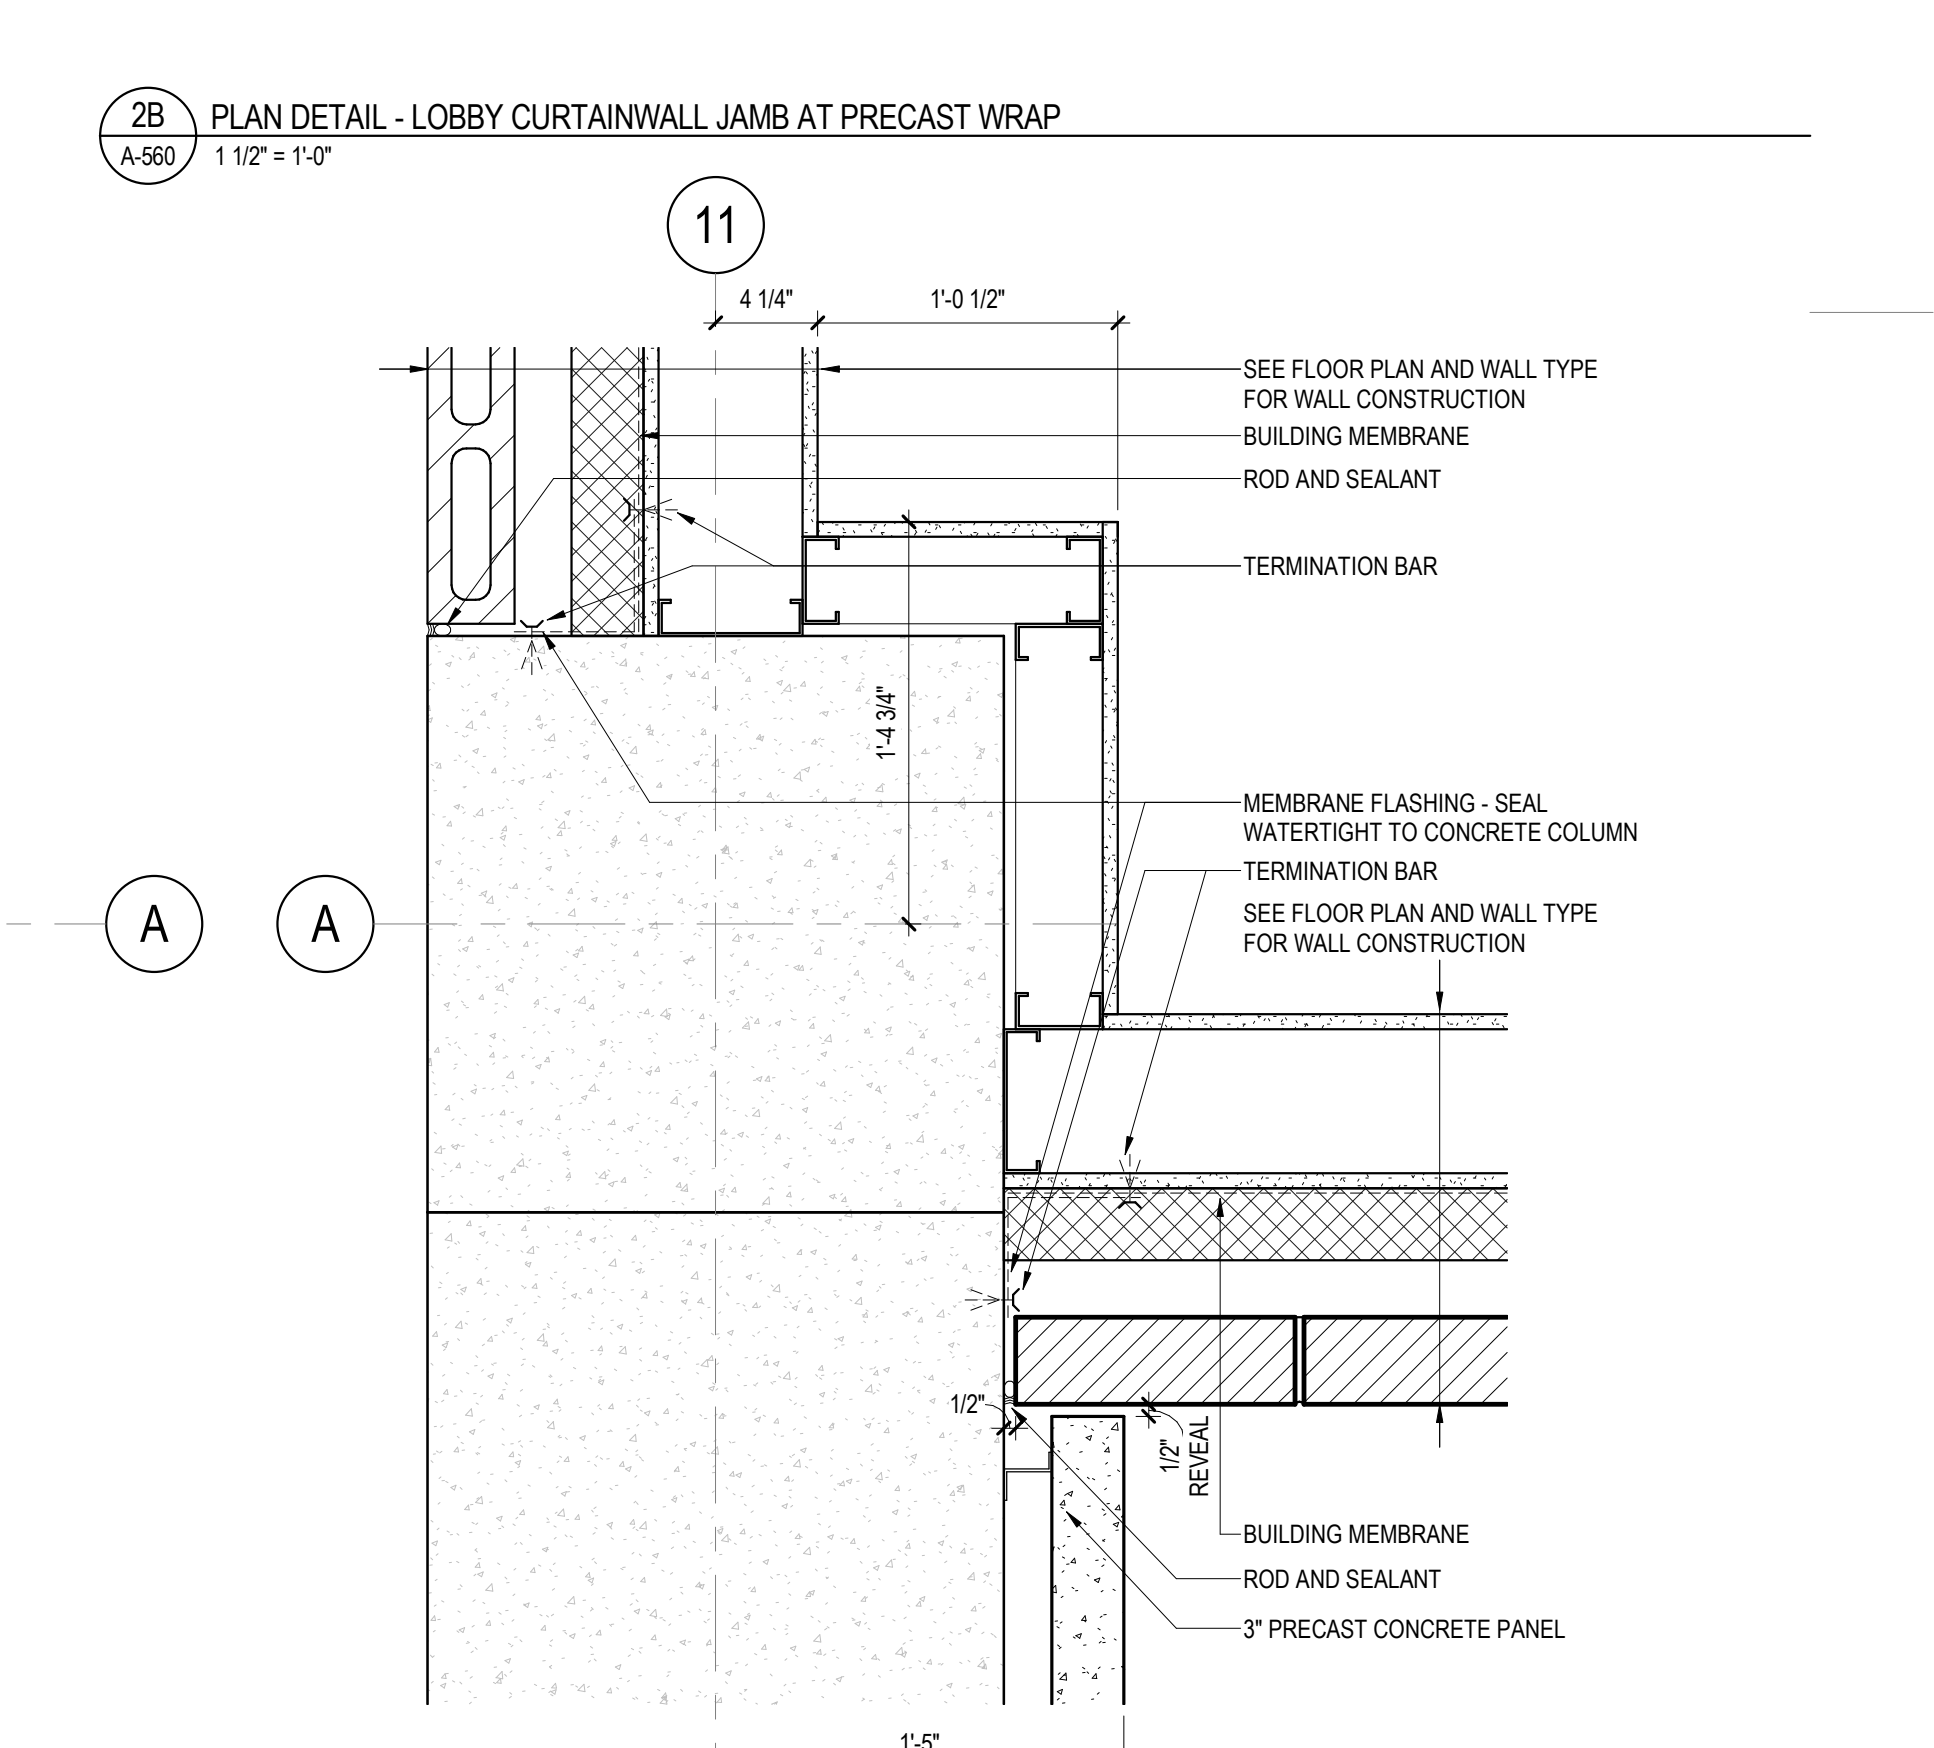 2B
PLAN DETAIL - LOBBY CURTAINWALL JAMB AT PRECAST WRAP
A-560
1 1/2" = 1'-0"
11
4 1/4"
1'-0 1/2"
SEE FLOOR PLAN AND WALL TYPE
FOR WALL CONSTRUCTION
BUILDING MEMBRANE
ROD AND SEALANT
TERMINATION BAR
1'-4 3/4"
MEMBRANE FLASHING - SEAL
WATERTIGHT TO CONCRETE COLUMN
TERMINATION BAR
A
A
SEE FLOOR PLAN AND WALL TYPE
FOR WALL CONSTRUCTION
1/2"
1/2"
REVEAL
BUILDING MEMBRANE
ROD AND SEALANT
3" PRECAST CONCRETE PANEL
1'-5"